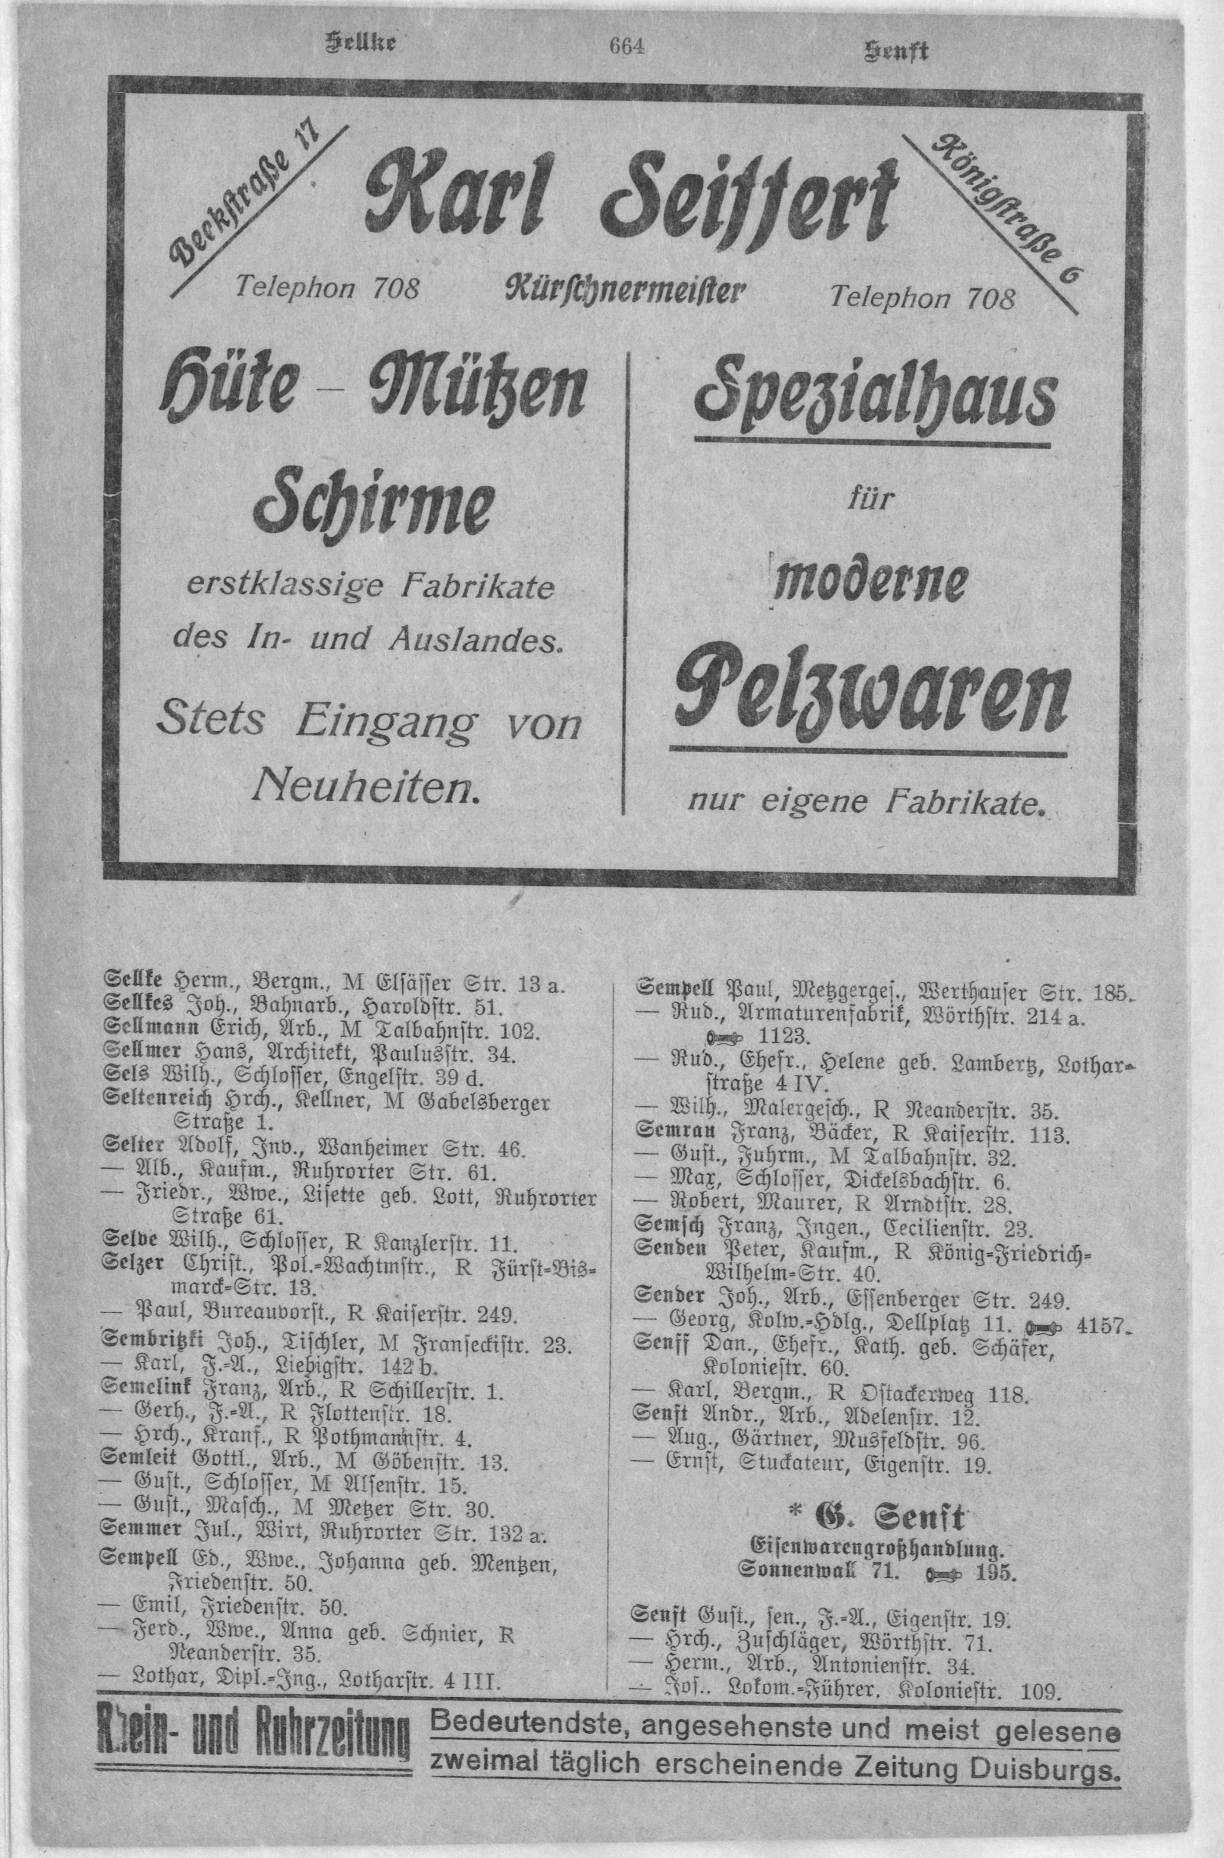 Sellke
664
Senft
Beckstraße 17
Karl Seiffert
Königstraße 6
Telephon 708
Kürschnermeister
Telephon 708
Hüte – Mützen
Schirme
erstklassige Fabrikate
des In- und Auslandes.
Stets Eingang von
Neuheiten.
Spezialhaus
für
moderne
Pelzwaren
nur eigene Fabrikate.
Sellke Herm., Bergm., M Elsässer Str. 13 a.
Sellkes Joh., Bahnarb., Haroldstr. 51.
Sellmann Erich, Arb., M Talbahnstr. 102.
Sellmer Hans, Architekt, Paulusstr. 34.
Sels Wilh., Schlosser, Engelstr. 39 d.
Seltenreich Hrch., Kellner, M Gabelsberger
Straße 1.
Selter Adolf, Inv., Wanheimer Str. 46.
— Alb., Kaufm., Ruhrorter Str. 61.
— Friedr., Wwe., Lisette geb. Lott, Ruhrorter
Straße 61.
Selve Wilh., Schlosser, R Kanzlerstr. 11.
Selzer Christ., Pol.-Wachtmstr., R Fürst-Bis-
marck-Str. 13.
— Paul, Bureauvorst., R Kaiserstr. 249.
Sembritzki Joh., Tischler, M Franseckistr. 23.
— Karl, F.-A., Liebigstr. 142 b.
Semelink Franz, Arb., R Schillerstr. 1.
— Gerh., F.-A., R Flottenstr. 18.
— Hrch., Kranf., R Pothmannstr. 4.
Semleit Gottl., Arb., M Göbenstr. 13.
— Gust., Schlosser, M Alsenstr. 15.
— Gust., Masch., M Metzer Str. 30.
Semmer Jul., Wirt, Ruhrorter Str. 132 a.
Sempell Ed., Wwe., Johanna geb. Mentzen,
Friedenstr. 50.
— Emil, Friedenstr. 50.
— Ferd., Wwe., Anna geb. Schnier, R
Neanderstr. 35.
— Lothar, Dipl.-Ing., Lotharstr. 4 III.
Sempell Paul, Metzgerges., Werthauser Str. 185.
— Rud., Armaturenfabrik, Wörthstr. 214 a.
1123.
— Rud., Ehefr., Helene geb. Lambertz, Lothar-
straße 4 IV.
— Wilh., Malergesch., R Neanderstr. 35.
Semrau Franz, Bäcker, R Kaiserstr. 113.
— Gust., Fuhrm., M Talbahnstr. 32.
— Max, Schlosser, Dickelsbachstr. 6.
— Robert, Maurer, R Arndtstr. 28.
Semsch Franz, Ingen., Cecilienstr. 23.
Senden Peter, Kaufm., R König-Friedrich-
Wilhelm-Str. 40.
Sender Joh., Arb., Essenberger Str. 249.
— Georg, Kolw.-Hdlg., Dellplatz 11. 4157.
Senff Dan., Ehefr., Kath. geb. Schäfer,
Koloniestr. 60.
— Karl, Bergm., R Ostackerweg 118.
Senft Andr., Arb., Adelenstr. 12.
— Aug., Gärtner, Musfeldstr. 96.
— Ernst, Stuckateur, Eigenstr. 19.
* G. Senft
Eisenwarengroßhandlung.
Sonnenwall 71. 195.
Senft Gust., sen., F.-A., Eigenstr. 19.
— Hrch., Zuschläger, Wörthstr. 71.
— Herm., Arb., Antonienstr. 34.
— Jos., Lokom.-Führer, Koloniestr. 109.
Rhein- und Ruhrzeitung
Bedeutendste, angesehenste und meist gelesene
zweimal täglich erscheinende Zeitung Duisburgs.